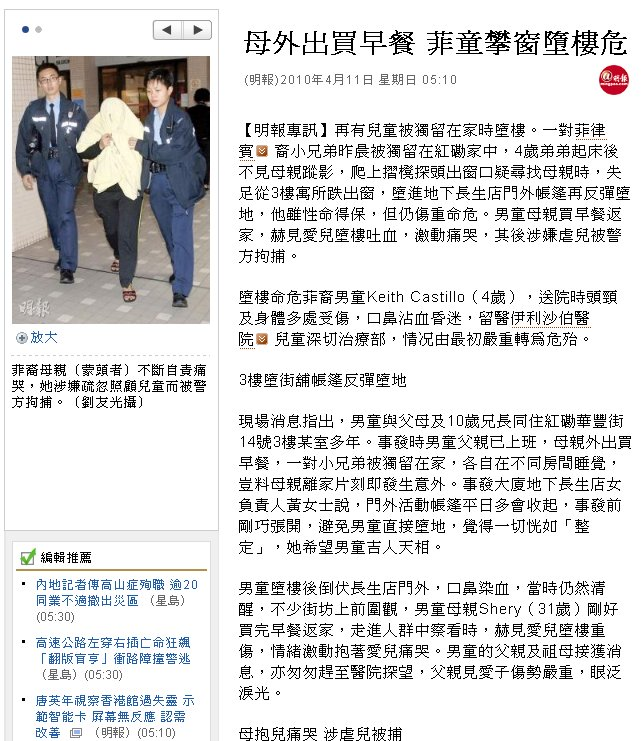 母外出買早餐 菲童攀窗墮樓危
(明報)2010年4月11日 星期日 05:10
明報
mingpao.com
【明報專訊】再有兒童被獨留在家時墮樓。一對菲律
賓 裔小兄弟昨晨被獨留在紅磡家中，4歲弟弟起床後
不見母親蹤影，爬上摺櫈探頭出窗口疑尋找母親時，失
足從3樓寓所跌出窗，墮進地下長生店門外帳篷再反彈墮
地，他雖性命得保，但仍傷重命危。男童母親買早餐返
家，赫見愛兒墮樓吐血，激動痛哭，其後涉嫌虐兒被警
方拘捕。
墮樓命危菲裔男童Keith Castillo（4歲），送院時頭頸
及身體多處受傷，口鼻沾血昏迷，留醫伊利沙伯醫
院 兒童深切治療部，情况由最初嚴重轉為危殆。
3樓墮街舖帳篷反彈墮地
現場消息指出，男童與父母及10歲兄長同住紅磡華豐街
14號3樓某室多年。事發時男童父親已上班，母親外出買
早餐，一對小兄弟被獨留在家，各自在不同房間睡覺，
豈料母親離家片刻即發生意外。事發大廈地下長生店女
負責人黃女士說，門外活動帳篷平日多會收起，事發前
剛巧張開，避免男童直接墮地，覺得一切恍如「整
定」，她希望男童吉人天相。
男童墮樓後倒伏長生店門外，口鼻染血，當時仍然清
醒，不少街坊上前圍觀，男童母親Shery（31歲）剛好
買完早餐返家，走進人群中察看時，赫見愛兒墮樓重
傷，情緒激動抱著愛兒痛哭。男童的父親及祖母接獲消
息，亦匆匆趕至醫院探望，父親見愛子傷勢嚴重，眼泛
淚光。
母抱兒痛哭 涉虐兒被捕
明報
放大
菲裔母親〔蒙頭者〕不斷自責痛
哭，她涉嫌疏忽照顧兒童而被警
方拘捕。〔劉友光攝〕
編輯推薦
內地記者傳高山症殉職 逾20
同業不適撤出災區 （星島）
(05:30)
高速公路左穿右插亡命狂飆
「翻版官亨」衝路障撞警逃
（星島）(05:30)
唐英年視察香港館過失靈 示
範智能卡 屏幕無反應 認需
改善 （明報）(05:10)